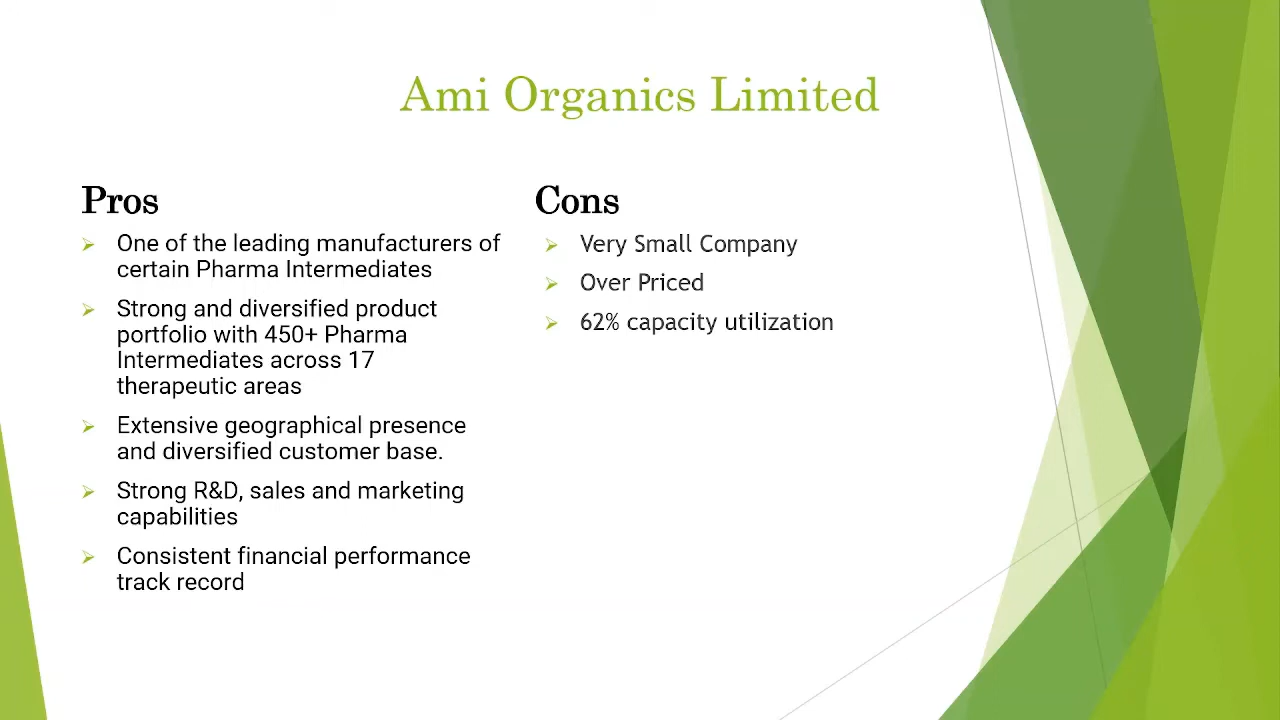 Ami Organics Limited
Pros
One of the leading manufacturers of
certain Pharma Intermediates
Strong and diversified product
portfolio with 450+ Pharma
Intermediates across 17
therapeutic areas
Extensive geographical presence
and diversified customer base.
Strong R&D, sales and marketing
capabilities
Consistent financial performance
track record
Cons
Very Small Company
Over Priced
62% capacity utilization